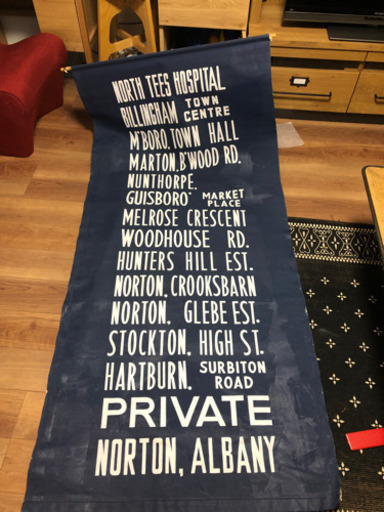 NORTH TEES HOSPITAL
BILLINGHAM TOWN CENTRE
M'BORO. TOWN HALL
MARTON. B'WOOD RD.
NUNTHORPE.
GUISBORO' MARKET PLACE
MELROSE CRESCENT
WOODHOUSE RD.
HUNTERS HILL EST.
NORTON. CROOKSBARN
NORTON. GLEBE EST.
STOCKTON. HIGH ST.
HARTBURN. SURBITON ROAD
PRIVATE
NORTON, ALBANY